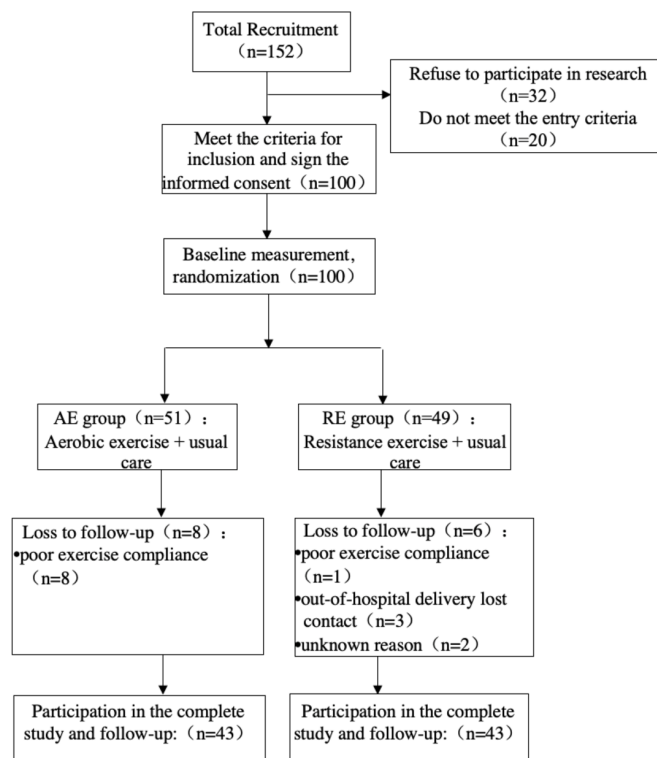 Total Recruitment
（n=152）
Refuse to participate in research
（n=32）
Do not meet the entry criteria
（n=20）
Meet the criteria for
inclusion and sign the
informed consent（n=100）
Baseline measurement,
randomization（n=100）
AE group（n=51）：
Aerobic exercise + usual
care
RE group（n=49）：
Resistance exercise + usual
care
Loss to follow-up（n=8）：
•poor exercise compliance
（n=8）
Loss to follow-up（n=6）：
•poor exercise compliance
（n=1）
•out-of-hospital delivery lost
contact（n=3）
•unknown reason（n=2）
Participation in the complete
study and follow-up:（n=43）
Participation in the complete
study and follow-up:（n=43）